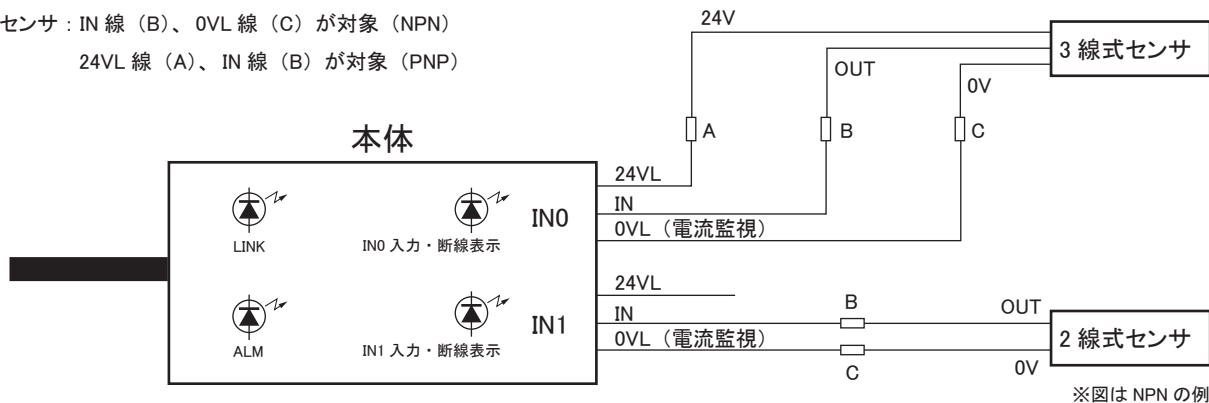 センサ：IN 線（B）、0VL 線（C）が対象（NPN）
24VL 線（A）、IN 線（B）が対象（PNP）
24V
3 線式センサ
OUT
0V
A
B
C
本体
24VL
IN
0VL（電流監視）
IN0
LINK
IN0 入力・断線表示
24VL
IN
0VL（電流監視）
IN1
ALM
IN1 入力・断線表示
B
OUT
2 線式センサ
C
0V
※図は NPN の例